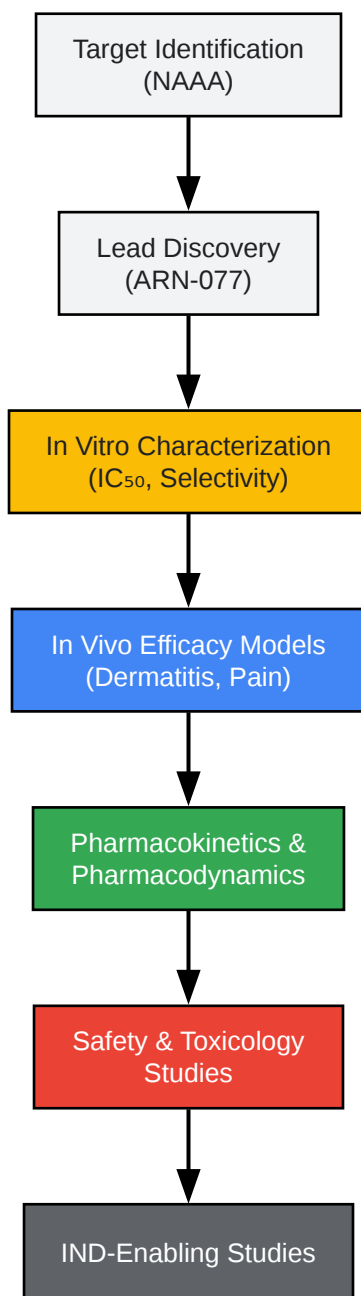 Target Identification
(NAAA)
Lead Discovery
(ARN-077)
In Vitro Characterization
(IC₅₀, Selectivity)
In Vivo Efficacy Models
(Dermatitis, Pain)
Pharmacokinetics &
Pharmacodynamics
Safety & Toxicology
Studies
IND-Enabling Studies